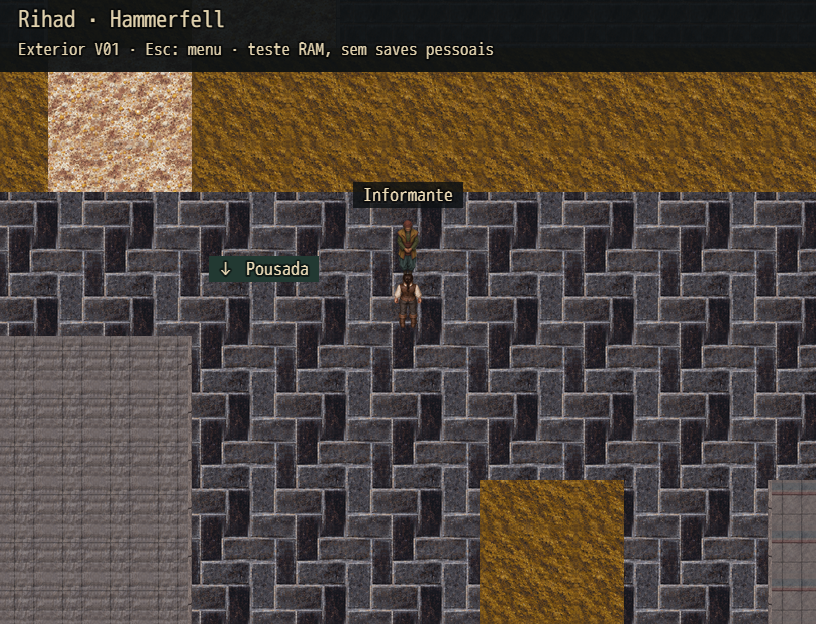 Rihad · Hammerfell
Exterior V01 · Esc: menu · teste RAM, sem saves pessoais
Informante
↓ Pousada